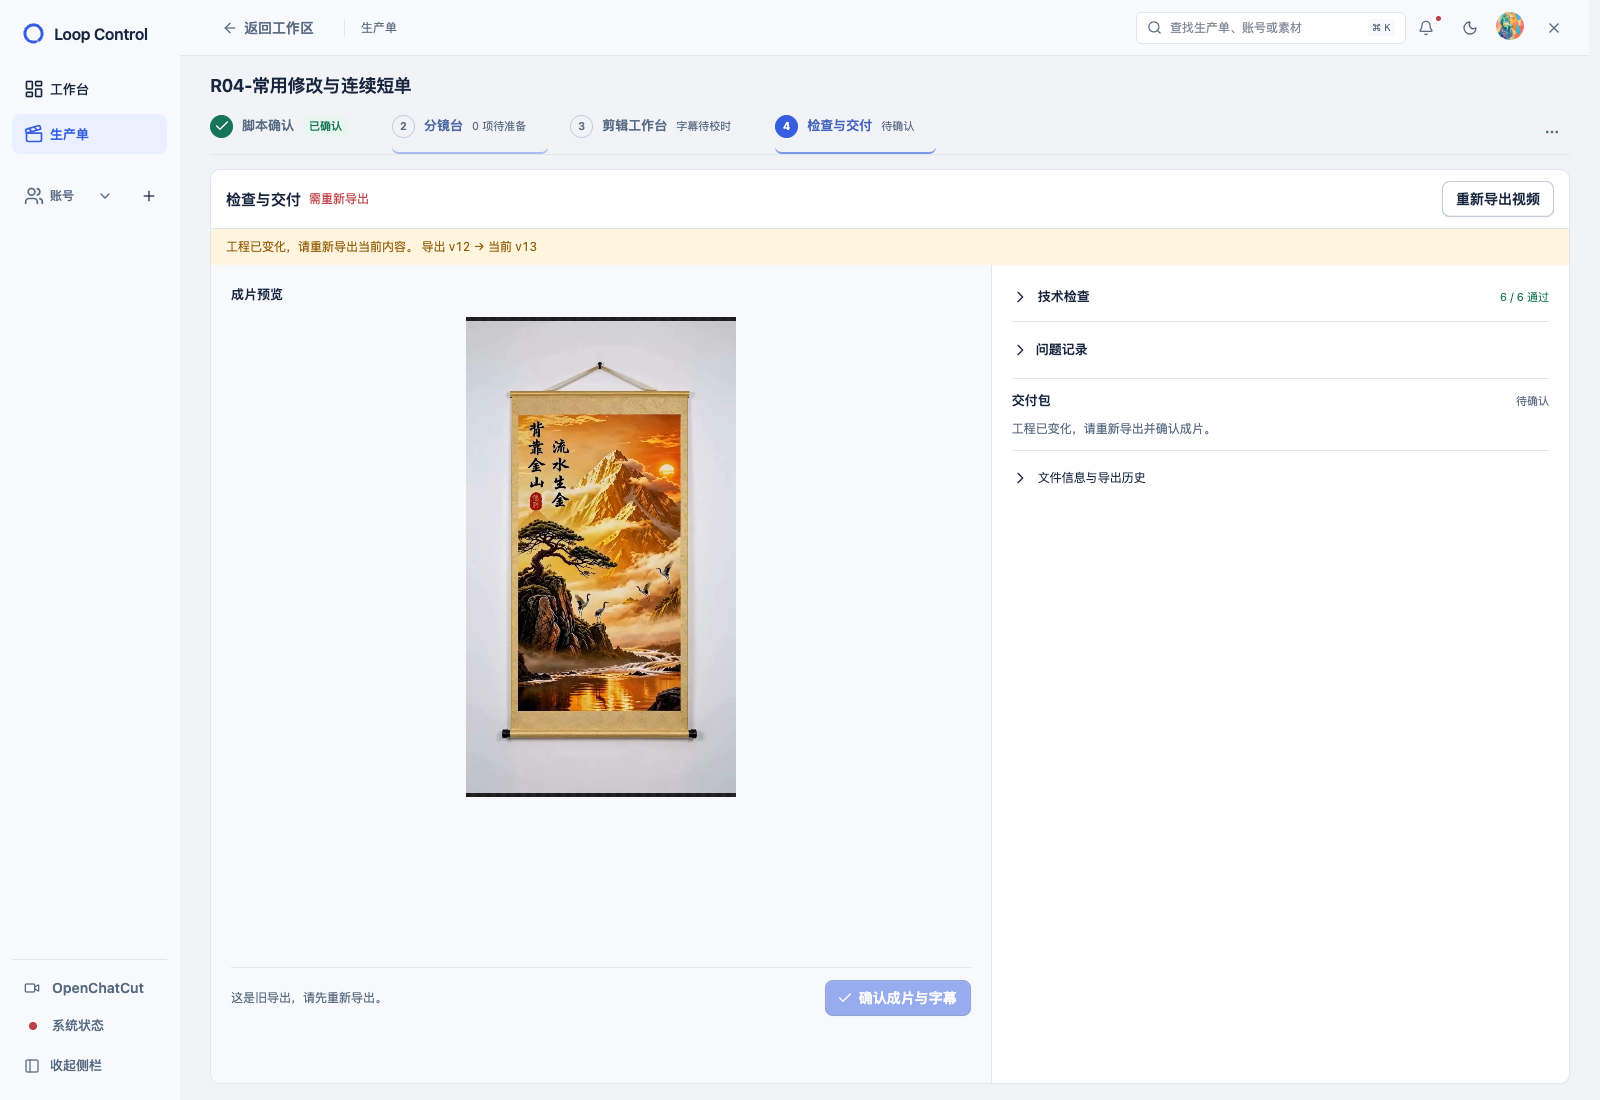 Loop Control
工作台
生产单
账号
OpenChatCut
系统状态
收起侧栏
返回工作区
生产单
查找生产单、账号或素材
⌘ K
R04-常用修改与连续短单
脚本确认 已确认
2 分镜台 0 项待准备
3 剪辑工作台 字幕待校时
4 检查与交付 待确认
检查与交付 需重新导出
重新导出视频
工程已变化，请重新导出当前内容。 导出 v12 → 当前 v13
成片预览
背靠金山
流水生金
这是旧导出，请先重新导出。
确认成片与字幕
技术检查
6 / 6 通过
问题记录
交付包
待确认
工程已变化，请重新导出并确认成片。
文件信息与导出历史